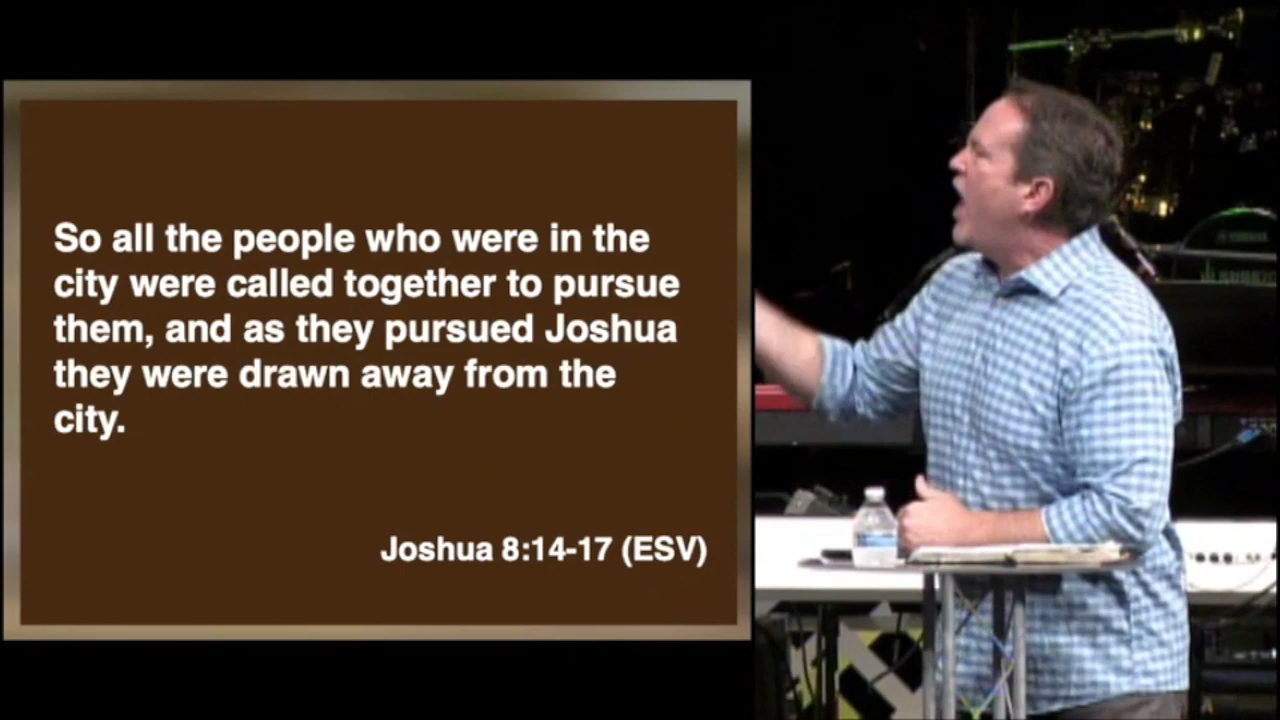 So all the people who were in the
city were called together to pursue
them, and as they pursued Joshua
they were drawn away from the
city.
Joshua 8:14-17 (ESV)